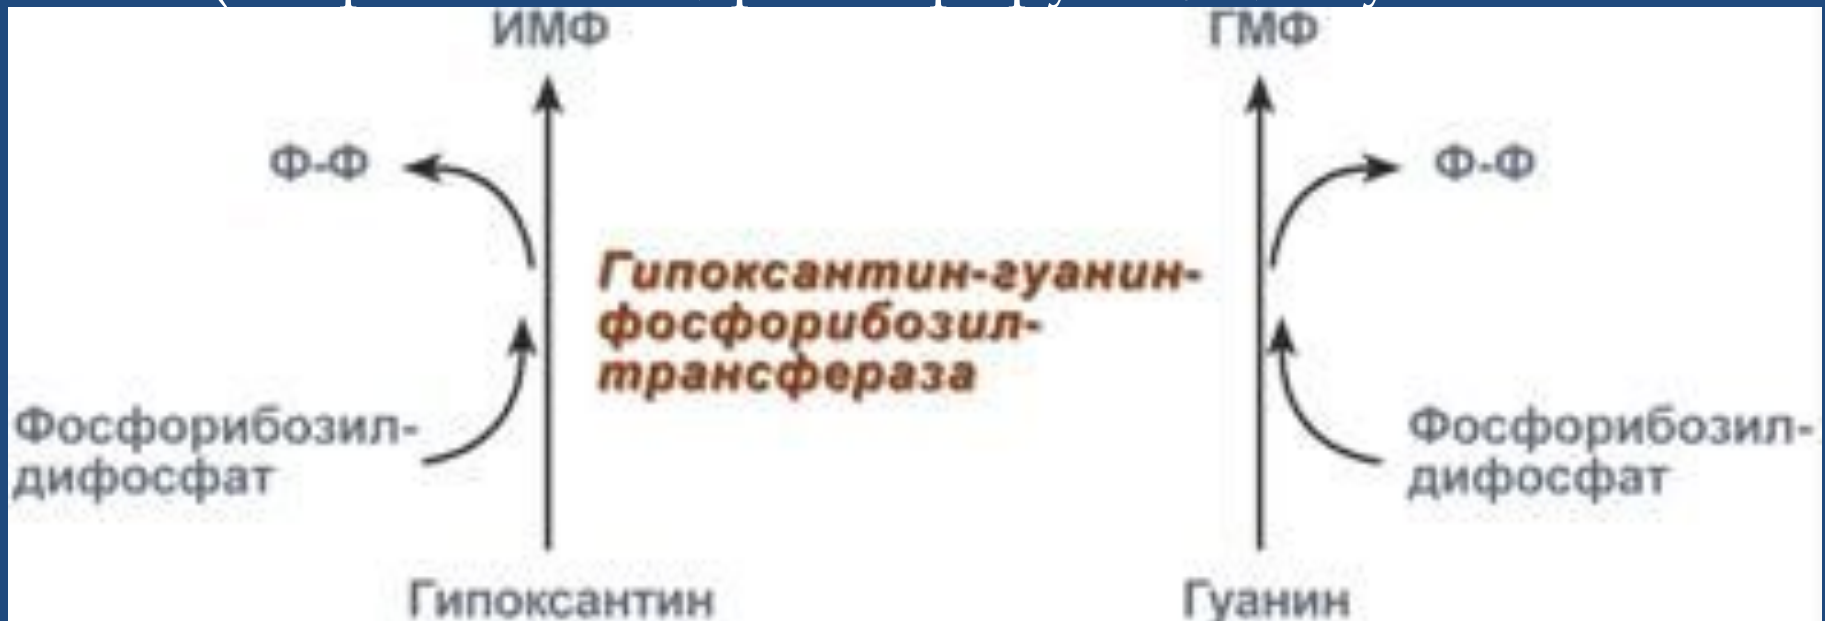 ИМФ
ГМФ
Ф-Ф
Ф-Ф
Гипоксантин-гуанин-
фосфорибозил-
трансфераза
Фосфорибозил-
дифосфат
Фосфорибозил-
дифосфат
Гипоксантин
Гуанин